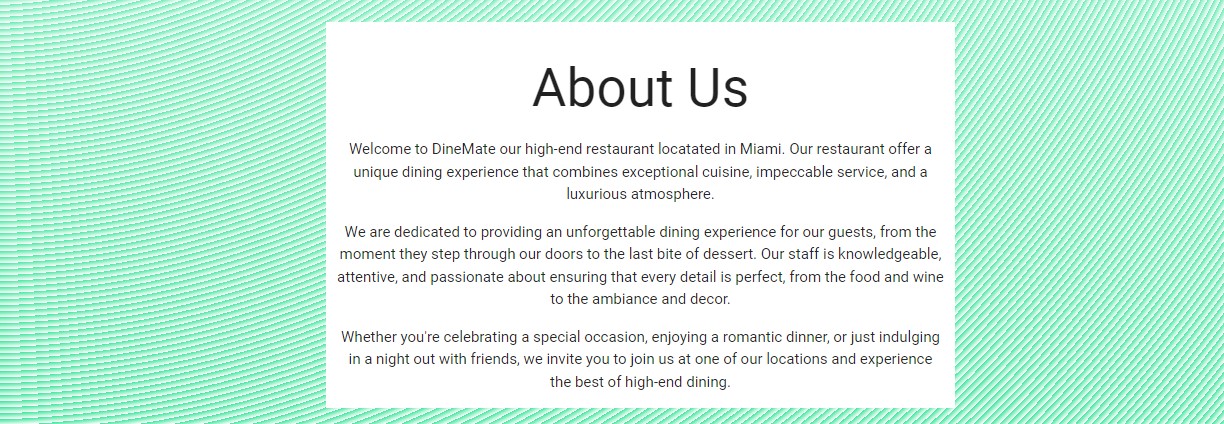 About Us
Welcome to DineMate our high-end restaurant locatated in Miami. Our restaurant offer a
unique dining experience that combines exceptional cuisine, impeccable service, and a
luxurious atmosphere.
We are dedicated to providing an unforgettable dining experience for our guests, from the
moment they step through our doors to the last bite of dessert. Our staff is knowledgeable,
attentive, and passionate about ensuring that every detail is perfect, from the food and wine
to the ambiance and decor.
Whether you're celebrating a special occasion, enjoying a romantic dinner, or just indulging
in a night out with friends, we invite you to join us at one of our locations and experience
the best of high-end dining.